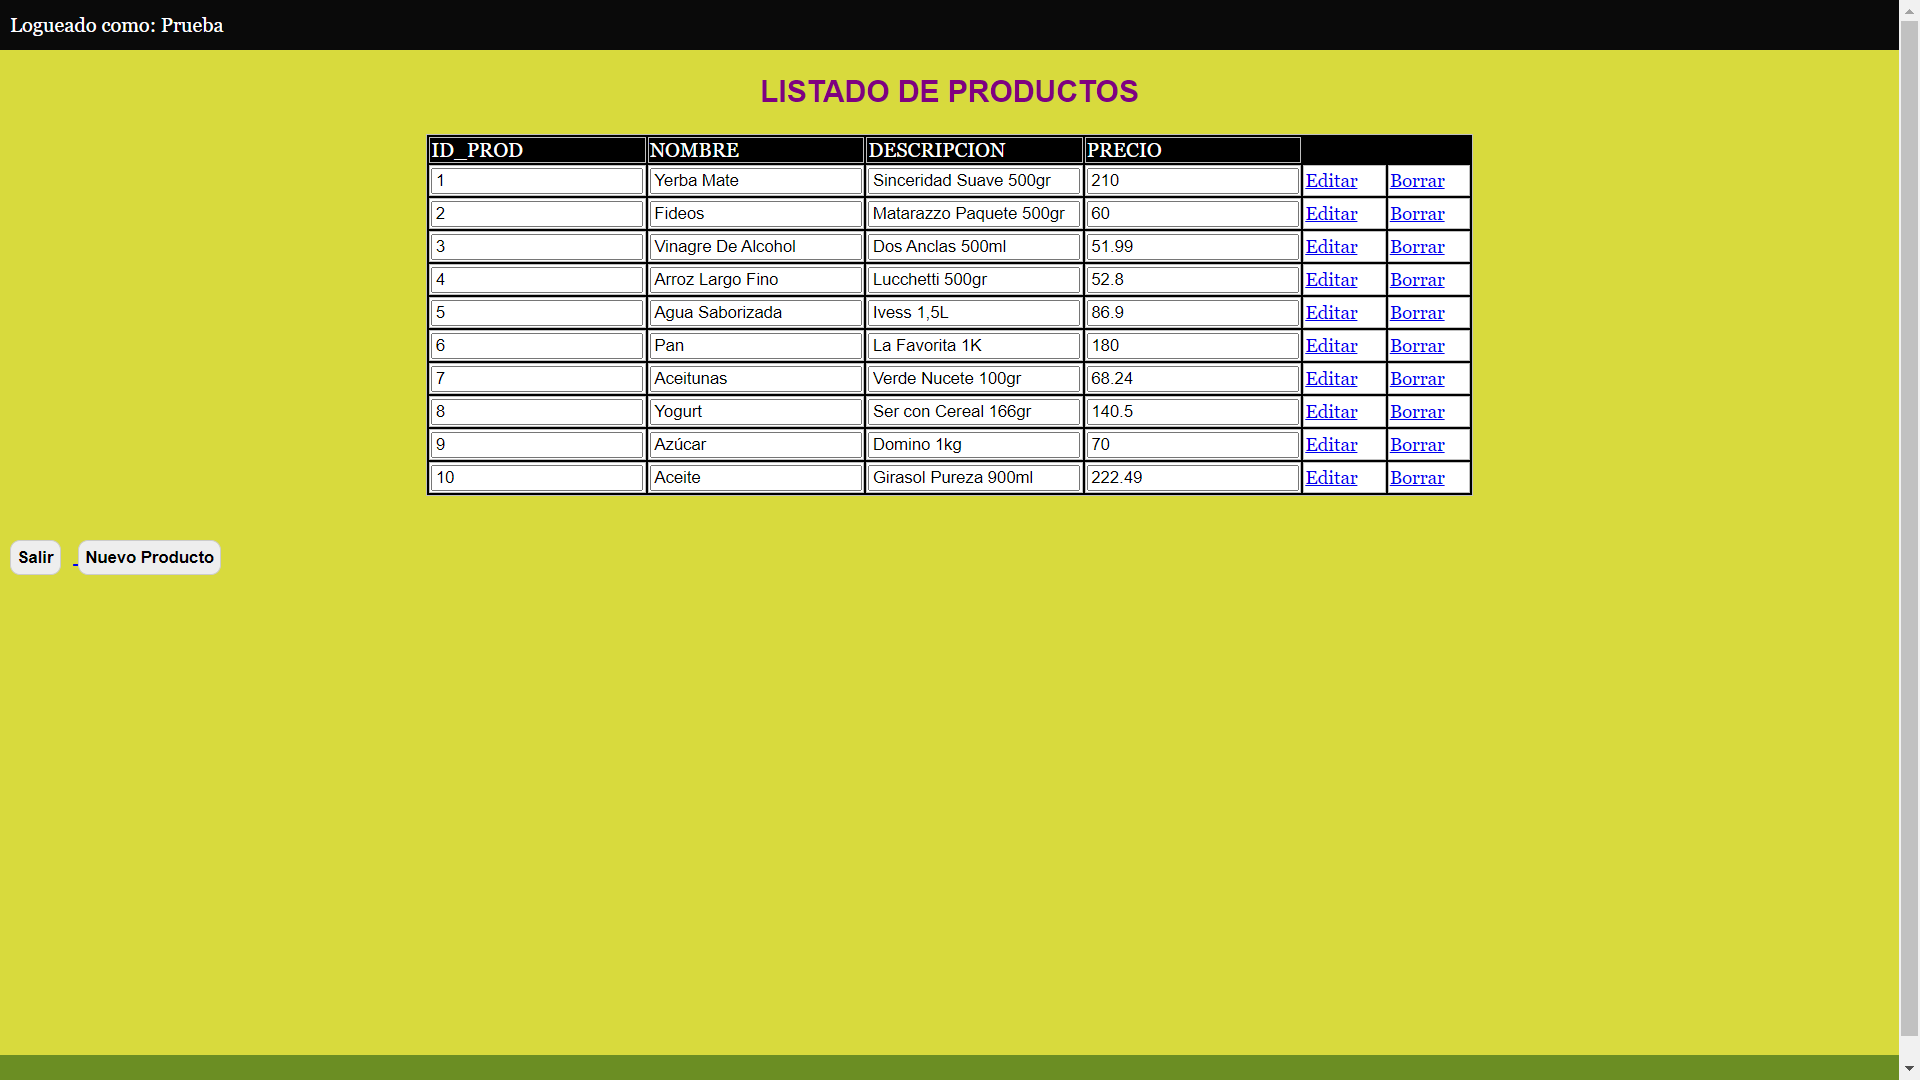 Logueado como: Prueba
LISTADO DE PRODUCTOS
ID_PROD NOMBRE DESCRIPCION PRECIO
1 Yerba Mate Sinceridad Suave 500gr 210 Editar Borrar
2 Fideos Matarazzo Paquete 500gr 60 Editar Borrar
3 Vinagre De Alcohol Dos Anclas 500ml 51.99 Editar Borrar
4 Arroz Largo Fino Lucchetti 500gr 52.8 Editar Borrar
5 Agua Saborizada Ivess 1,5L 86.9 Editar Borrar
6 Pan La Favorita 1K 180 Editar Borrar
7 Aceitunas Verde Nucete 100gr 68.24 Editar Borrar
8 Yogurt Ser con Cereal 166gr 140.5 Editar Borrar
9 Azúcar Domino 1kg 70 Editar Borrar
10 Aceite Girasol Pureza 900ml 222.49 Editar Borrar
Salir Nuevo Producto